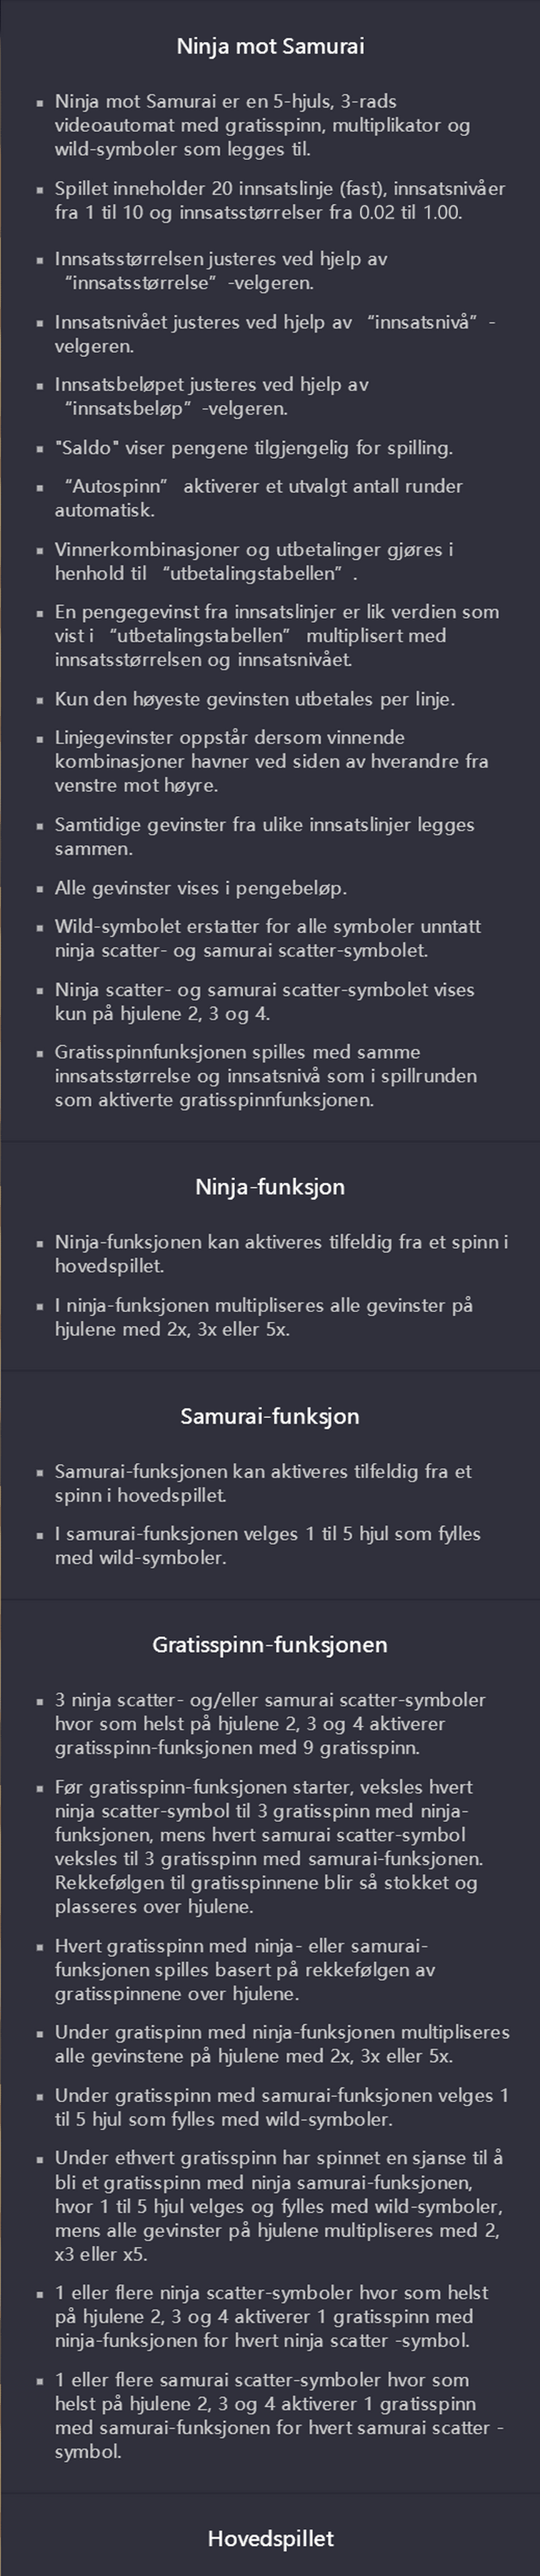 Ninja mot Samurai
▪ Ninja mot Samurai er en 5-hjuls, 3-rads
videoautomat med gratisspinn, multiplikator og
wild-symboler som legges til.
▪ Spillet inneholder 20 innsatslinje (fast), innsatsnivåer
fra 1 til 10 og innsatsstørrelser fra 0.02 til 1.00.
▪ Innsatsstørrelsen justeres ved hjelp av
“innsatsstørrelse” -velgeren.
▪ Innsatsnivået justeres ved hjelp av “innsatsnivå” -
velgeren.
▪ Innsatsbeløpet justeres ved hjelp av
“innsatsbeløp” -velgeren.
▪ "Saldo" viser pengene tilgjengelig for spilling.
▪ “Autospinn” aktiverer et utvalgt antall runder
automatisk.
▪ Vinnerkombinasjoner og utbetalinger gjøres i
henhold til “utbetalingstabellen” .
▪ En pengegevinst fra innsatslinjer er lik verdien som
vist i “utbetalingstabellen” multiplisert med
innsatsstørrelsen og innsatsnivået.
▪ Kun den høyeste gevinsten utbetales per linje.
▪ Linjegevinster oppstår dersom vinnende
kombinasjoner havner ved siden av hverandre fra
venstre mot høyre.
▪ Samtidige gevinster fra ulike innsatslinjer legges
sammen.
▪ Alle gevinster vises i pengebeløp.
▪ Wild-symbolet erstatter for alle symboler unntatt
ninja scatter- og samurai scatter-symbolet.
▪ Ninja scatter- og samurai scatter-symbolet vises
kun på hjulene 2, 3 og 4.
▪ Gratisspinnfunksjonen spilles med samme
innsatsstørrelse og innsatsnivå som i spillrunden
som aktiverte gratisspinnfunksjonen.
Ninja-funksjon
▪ Ninja-funksjonen kan aktiveres tilfeldig fra et spinn i
hovedspillet.
▪ I ninja-funksjonen multipliseres alle gevinster på
hjulene med 2x, 3x eller 5x.
Samurai-funksjon
▪ Samurai-funksjonen kan aktiveres tilfeldig fra et
spinn i hovedspillet.
▪ I samurai-funksjonen velges 1 til 5 hjul som fylles
med wild-symboler.
Gratisspinn-funksjonen
▪ 3 ninja scatter- og/eller samurai scatter-symboler
hvor som helst på hjulene 2, 3 og 4 aktiverer
gratisspinn-funksjonen med 9 gratisspinn.
▪ Før gratisspinn-funksjonen starter, veksles hvert
ninja scatter-symbol til 3 gratisspinn med ninja-
funksjonen, mens hvert samurai scatter-symbol
veksles til 3 gratisspinn med samurai-funksjonen.
Rekkefølgen til gratisspinnene blir så stokket og
plasseres over hjulene.
▪ Hvert gratisspinn med ninja- eller samurai-
funksjonen spilles basert på rekkefølgen av
gratisspinnene over hjulene.
▪ Under gratispinn med ninja-funksjonen multipliseres
alle gevinstene på hjulene med 2x, 3x eller 5x.
▪ Under gratisspinn med samurai-funksjonen velges 1
til 5 hjul som fylles med wild-symboler.
▪ Under ethvert gratisspinn har spinnet en sjanse til å
bli et gratisspinn med ninja samurai-funksjonen,
hvor 1 til 5 hjul velges og fylles med wild-symboler,
mens alle gevinster på hjulene multipliseres med 2,
x3 eller x5.
▪ 1 eller flere ninja scatter-symboler hvor som helst
på hjulene 2, 3 og 4 aktiverer 1 gratisspinn med
ninja-funksjonen for hvert ninja scatter -symbol.
▪ 1 eller flere samurai scatter-symboler hvor som
helst på hjulene 2, 3 og 4 aktiverer 1 gratisspinn
med samurai-funksjonen for hvert samurai scatter -
symbol.
Hovedspillet